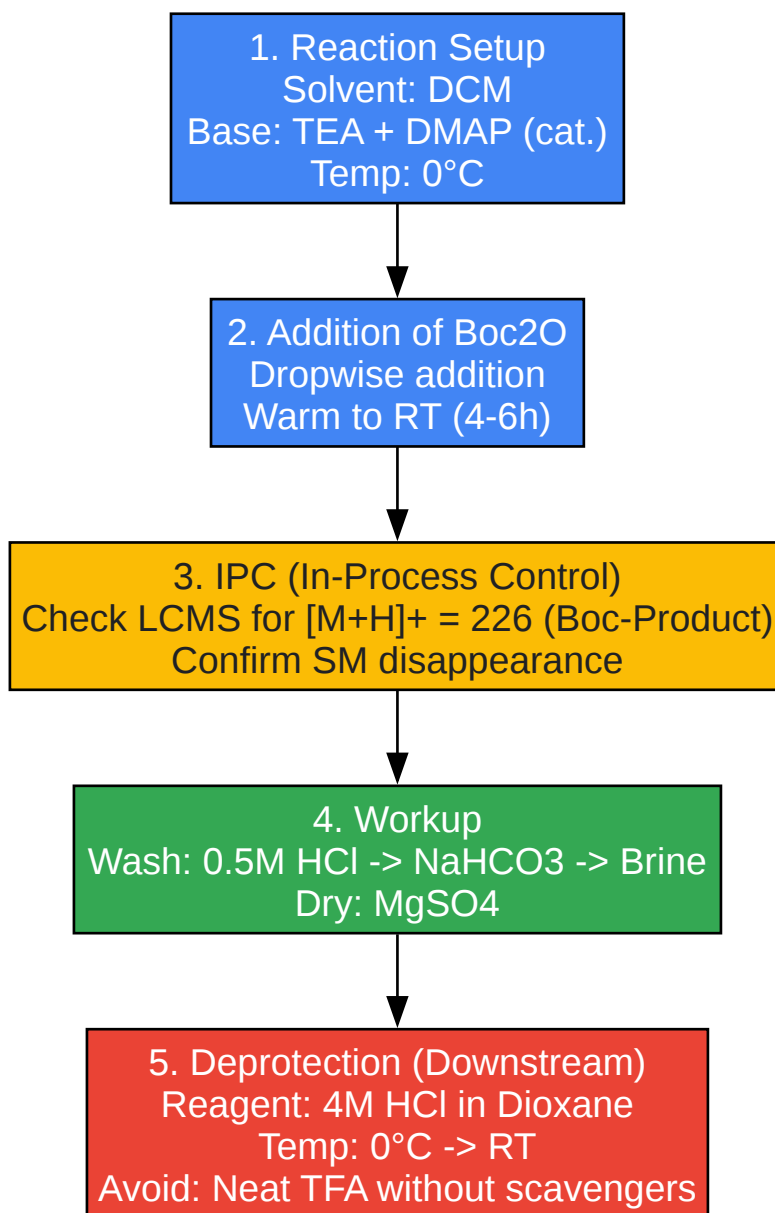 1. Reaction Setup
Solvent: DCM
Base: TEA + DMAP (cat.)
Temp: 0°C
2. Addition of Boc2O
Dropwise addition
Warm to RT (4-6h)
3. IPC (In-Process Control)
Check LCMS for [M+H]+ = 226 (Boc-Product)
Confirm SM disappearance
4. Workup
Wash: 0.5M HCl -> NaHCO3 -> Brine
Dry: MgSO4
5. Deprotection (Downstream)
Reagent: 4M HCl in Dioxane
Temp: 0°C -> RT
Avoid: Neat TFA without scavengers